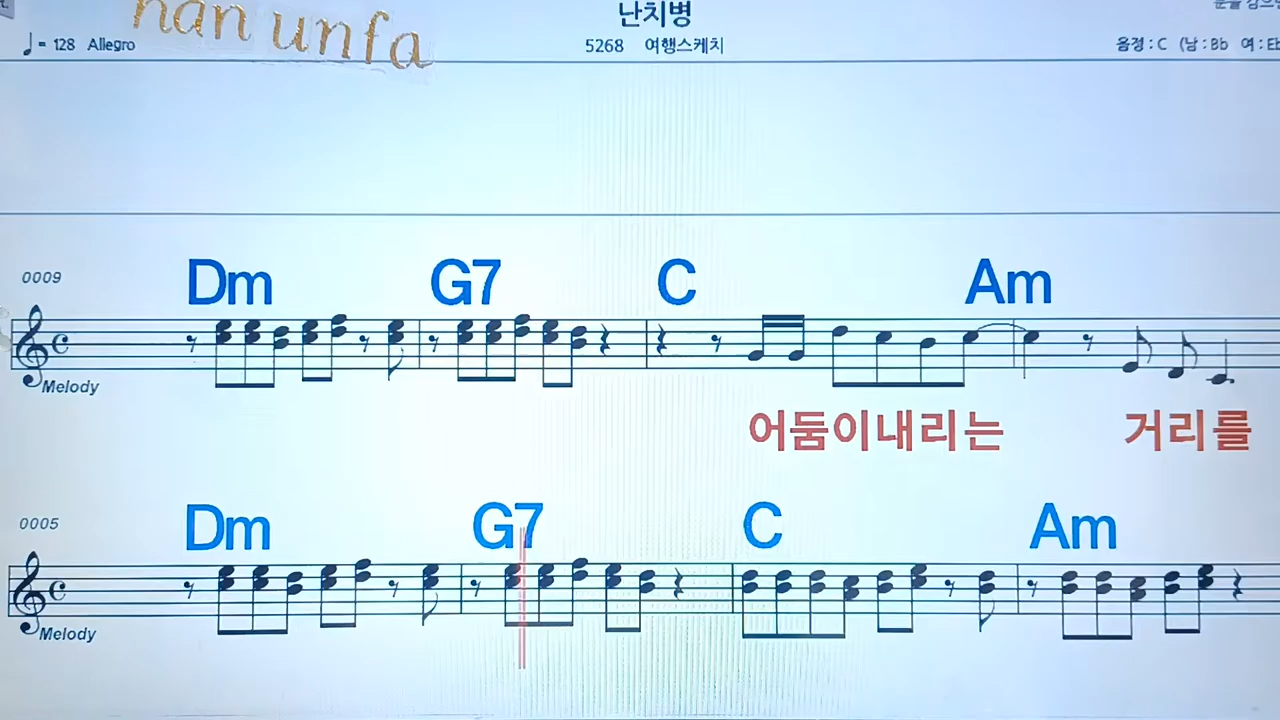 난치병
han unfa
♩= 128 Allegro
5268 여행스케치
음정 : C (남 : Bb 여 : Eb
0009
Dm G7 C Am
Melody
어둠이내리는 거리를
0005
Dm G7 C Am
Melody